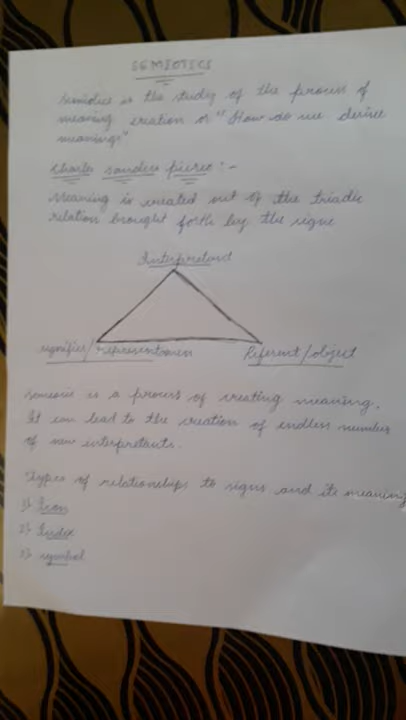 SEMIOTICS
Semiotics is the study of the process of
meaning creation or "How do we derive
meaning."
Charles sanders pierce :-
Meaning is created out of the triadic
relation brought forth by the signe
Interpretand
signifier/representamen
Referent/object
is a process of creating meaning.
It can lead to the creation of endless number
of new interpretants.
Types of relationships to signs and its meaning
1) Icon
2) Index
3) symbol